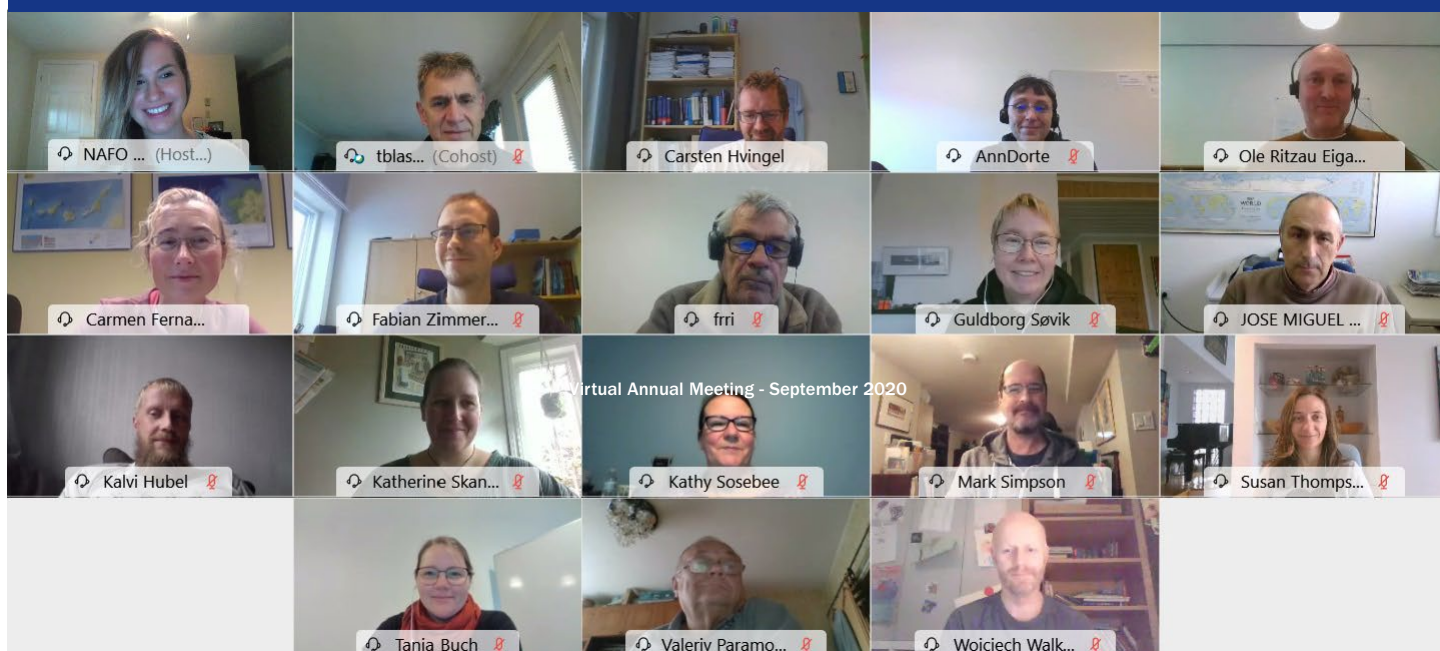 NAFO ... (Host...)
tblas... (Cohost)
Carsten Hvingel
AnnDorte
Ole Ritzau Eiga...
WORLD
Carmen Ferna...
Fabian Zimmer...
frri
Guldborg Søvik
JOSE MIGUEL ...
Virtual Annual Meeting - September 2020
Kalvi Hubel
Katherine Skan...
Kathy Sosebee
Mark Simpson
Susan Thomps...
Tania Buch
Valeriy Paramo...
Wojciech Walk...